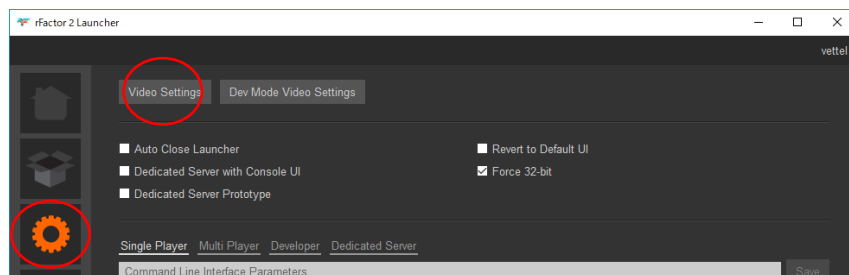 rFactor 2 Launcher
vettel
Video Settings Dev Mode Video Settings
Auto Close Launcher Revert to Default UI
Dedicated Server with Console UI Force 32-bit
Dedicated Server Prototype
Single Player Multi Player Developer Dedicated Server
Command Line Interface Parameters Save